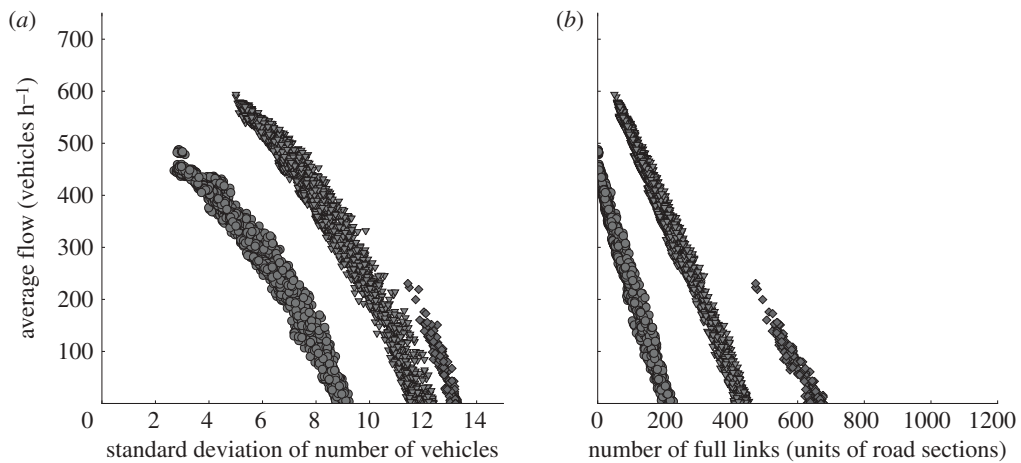 (a)
(b)
700
600
500
400
300
200
100
average flow (vehicles h⁻¹)
0 2 4 6 8 10 12 14
0 200 400 600 800 1000 1200
standard deviation of number of vehicles
number of full links (units of road sections)